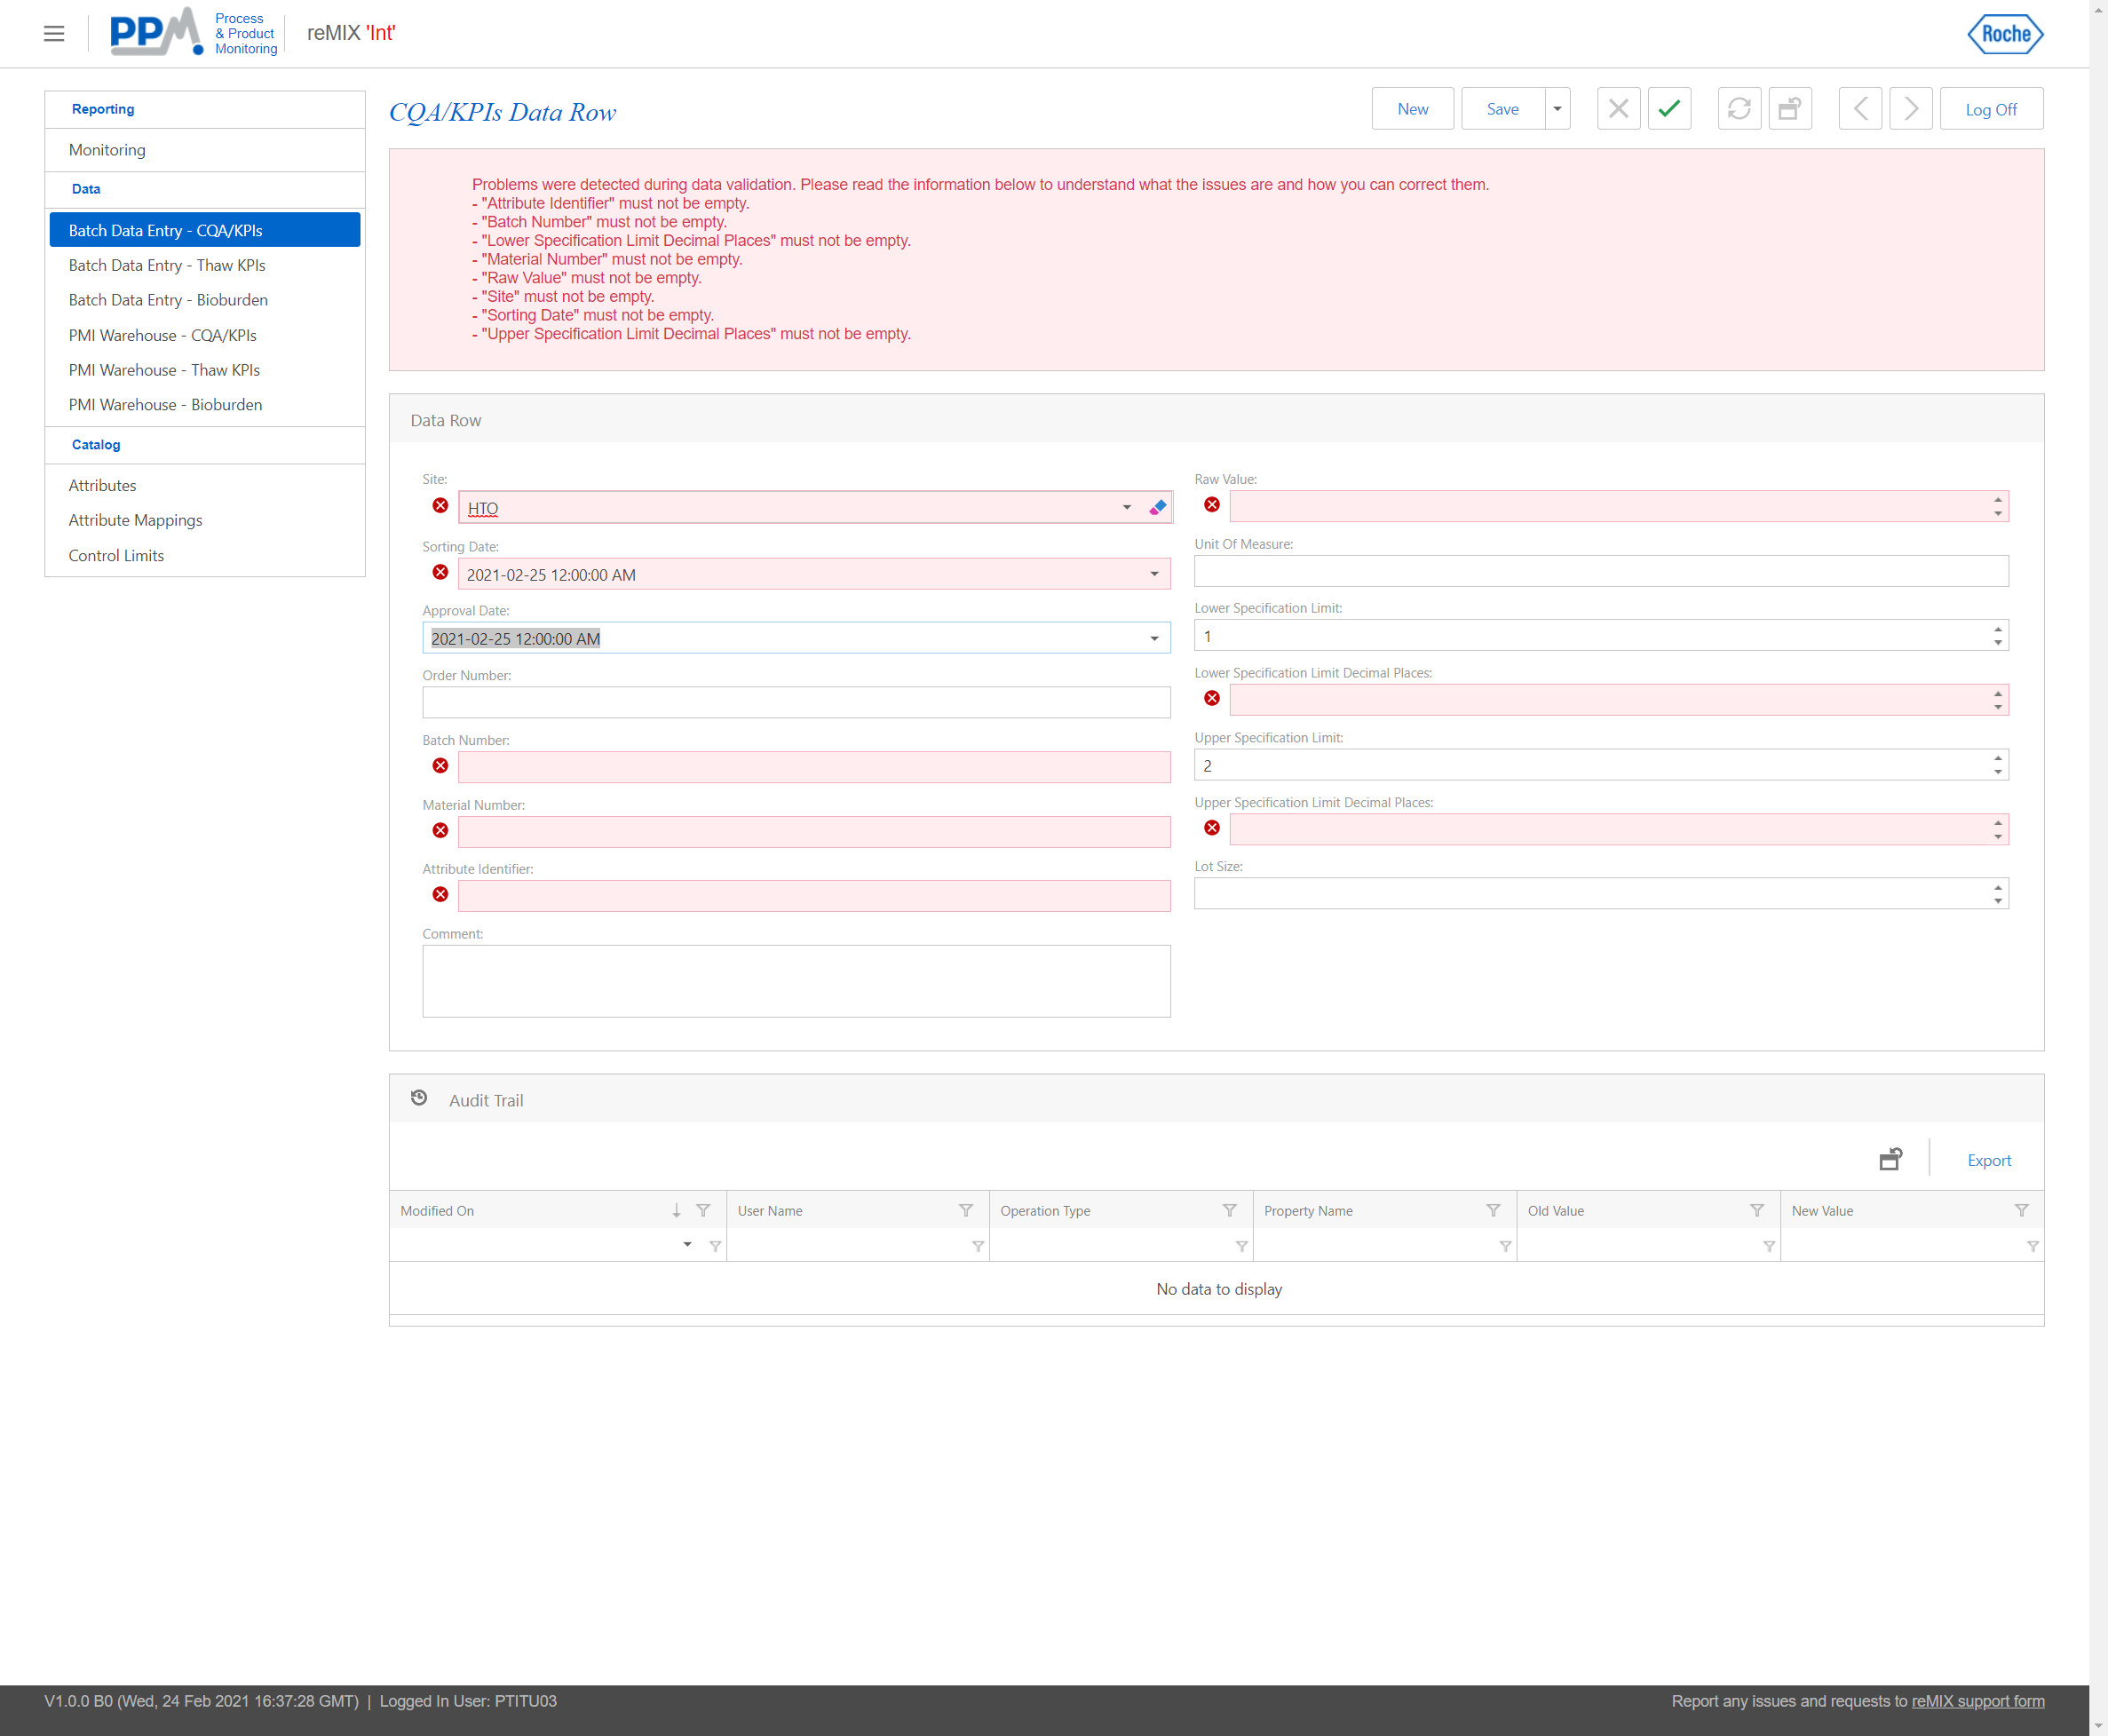 PPM
Process
& Product
Monitoring
reMIX 'Int'
Roche
Reporting
Monitoring
Data
Batch Data Entry - CQA/KPIs
Batch Data Entry - Thaw KPIs
Batch Data Entry - Bioburden
PMI Warehouse - CQA/KPIs
PMI Warehouse - Thaw KPIs
PMI Warehouse - Bioburden
Catalog
Attributes
Attribute Mappings
Control Limits
CQA/KPIs Data Row
New
Save
Log Off
Problems were detected during data validation. Please read the information below to understand what the issues are and how you can correct them.
- "Attribute Identifier" must not be empty.
- "Batch Number" must not be empty.
- "Lower Specification Limit Decimal Places" must not be empty.
- "Material Number" must not be empty.
- "Raw Value" must not be empty.
- "Site" must not be empty.
- "Sorting Date" must not be empty.
- "Upper Specification Limit Decimal Places" must not be empty.
Data Row
Site:
HTO
Sorting Date:
2021-02-25 12:00:00 AM
Approval Date:
2021-02-25 12:00:00 AM
Order Number:
Batch Number:
Material Number:
Attribute Identifier:
Comment:
Raw Value:
Unit Of Measure:
Lower Specification Limit:
1
Lower Specification Limit Decimal Places:
Upper Specification Limit:
2
Upper Specification Limit Decimal Places:
Lot Size:
Audit Trail
Export
Modified On
User Name
Operation Type
Property Name
Old Value
New Value
No data to display
V1.0.0 B0 (Wed, 24 Feb 2021 16:37:28 GMT) | Logged In User: PTITU03
Report any issues and requests to reMIX support form